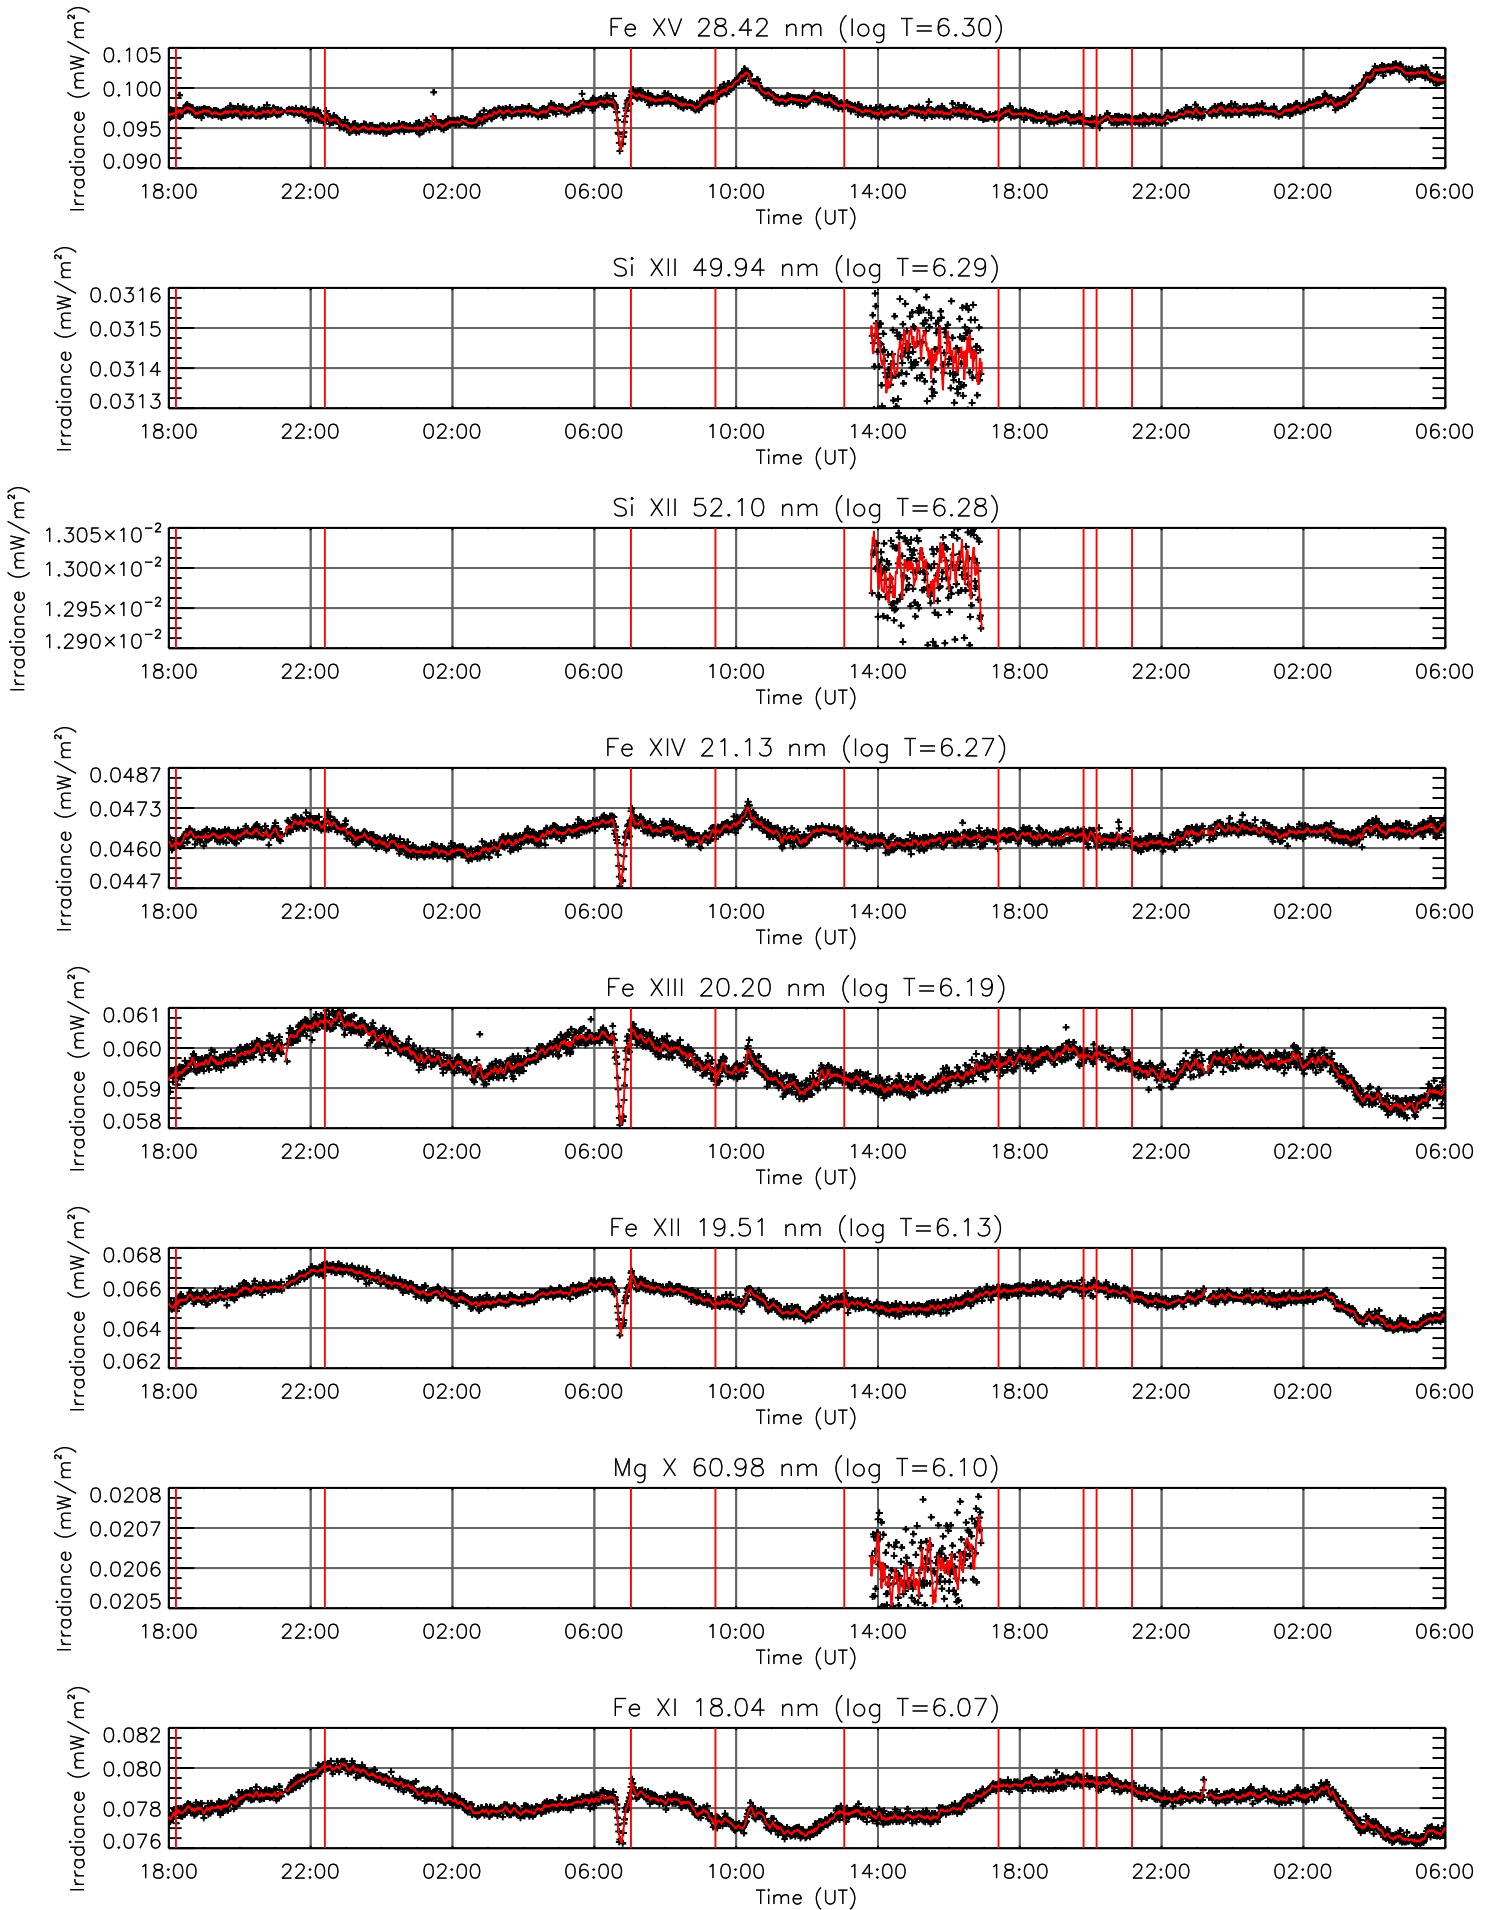 Fe XV 28.42 nm (log T=6.30)
Irradiance (mW/m²)
0.105
0.100
0.095
0.090
18:00 22:00 02:00 06:00 10:00 14:00 18:00 22:00 02:00 06:00
Time (UT)
Si XII 49.94 nm (log T=6.29)
Irradiance (mW/m²)
0.0316
0.0315
0.0314
0.0313
18:00 22:00 02:00 06:00 10:00 14:00 18:00 22:00 02:00 06:00
Time (UT)
Si XII 52.10 nm (log T=6.28)
Irradiance (mW/m²)
1.305×10⁻²
1.300×10⁻²
1.295×10⁻²
1.290×10⁻²
18:00 22:00 02:00 06:00 10:00 14:00 18:00 22:00 02:00 06:00
Time (UT)
Fe XIV 21.13 nm (log T=6.27)
Irradiance (mW/m²)
0.0487
0.0473
0.0460
0.0447
18:00 22:00 02:00 06:00 10:00 14:00 18:00 22:00 02:00 06:00
Time (UT)
Fe XIII 20.20 nm (log T=6.19)
Irradiance (mW/m²)
0.061
0.060
0.059
0.058
18:00 22:00 02:00 06:00 10:00 14:00 18:00 22:00 02:00 06:00
Time (UT)
Fe XII 19.51 nm (log T=6.13)
Irradiance (mW/m²)
0.068
0.066
0.064
0.062
18:00 22:00 02:00 06:00 10:00 14:00 18:00 22:00 02:00 06:00
Time (UT)
Mg X 60.98 nm (log T=6.10)
Irradiance (mW/m²)
0.0208
0.0207
0.0206
0.0205
18:00 22:00 02:00 06:00 10:00 14:00 18:00 22:00 02:00 06:00
Time (UT)
Fe XI 18.04 nm (log T=6.07)
Irradiance (mW/m²)
0.082
0.080
0.078
0.076
18:00 22:00 02:00 06:00 10:00 14:00 18:00 22:00 02:00 06:00
Time (UT)